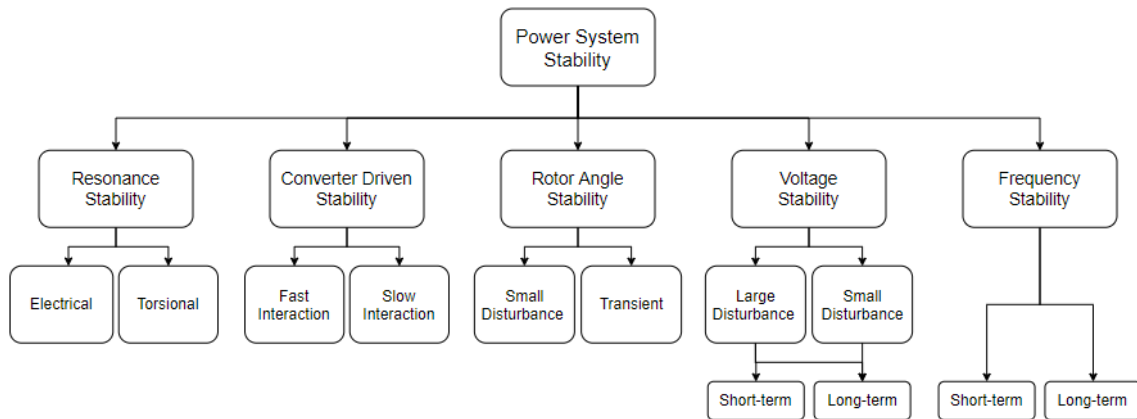 Power System
Stability
Resonance
Stability
Converter Driven
Stability
Rotor Angle
Stability
Voltage
Stability
Frequency
Stability
Electrical
Torsional
Fast
Interaction
Slow
Interaction
Small
Disturbance
Transient
Large
Disturbance
Small
Disturbance
Short-term
Long-term
Short-term
Long-term